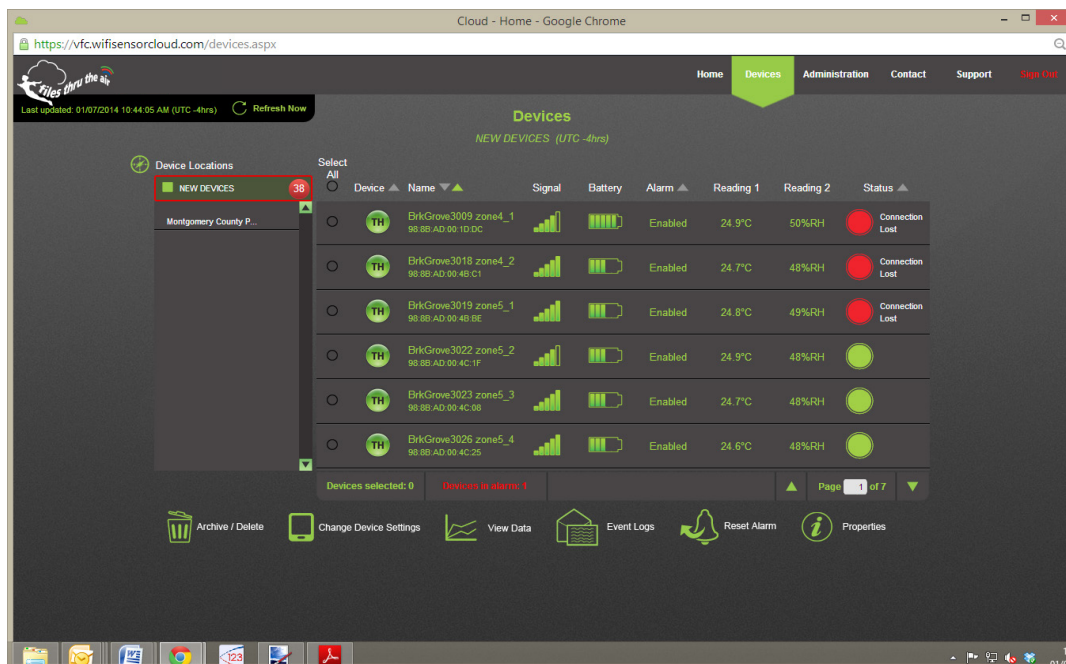 Cloud - Home - Google Chrome
https://vfc.wifisensorcloud.com/devices.aspx
files thru the air
Home Devices Administration Contact Support Sign Out
Last updated: 01/07/2014 10:44:05 AM (UTC -4hrs) Refresh Now
Devices
NEW DEVICES (UTC -4hrs)
Device Locations
NEW DEVICES 38
Montgomery County P...
Select All
Device Name Signal Battery Alarm Reading 1 Reading 2 Status
TH BrkGrove3009 zone4_1 Enabled 24.9°C 50%RH Connection Lost
98:8B:AD:00:1D:DC
TH BrkGrove3018 zone4_2 Enabled 24.7°C 48%RH Connection Lost
98:8B:AD:00:4B:C1
TH BrkGrove3019 zone5_1 Enabled 24.8°C 49%RH Connection Lost
98:8B:AD:00:4B:BE
TH BrkGrove3022 zone5_2 Enabled 24.9°C 48%RH
98:8B:AD:00:4C:1F
TH BrkGrove3023 zone5_3 Enabled 24.7°C 48%RH
98:8B:AD:00:4C:08
TH BrkGrove3026 zone5_4 Enabled 24.6°C 48%RH
98:8B:AD:00:4C:25
Devices selected: 0 Devices in alarm: 1 Page 1 of 7
Archive / Delete Change Device Settings View Data Event Logs Reset Alarm Properties
123